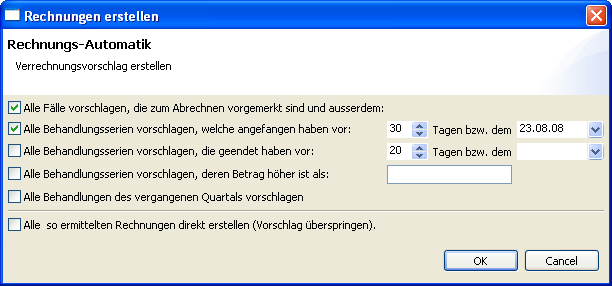 Rechnungen erstellen
Rechnungs-Automatik
Verrechnungsvorschlag erstellen
Alle Fälle vorschlagen, die zum Abrechnen vorgemerkt sind und ausserdem:
Alle Behandlungsserien vorschlagen, welche angefangen haben vor: 30 Tagen bzw. dem 23.08.08
Alle Behandlungsserien vorschlagen, die geendet haben vor: 20 Tagen bzw. dem
Alle Behandlungsserien vorschlagen, deren Betrag höher ist als:
Alle Behandlungen des vergangenen Quartals vorschlagen
Alle so ermittelten Rechnungen direkt erstellen (Vorschlag überspringen).
OK Cancel